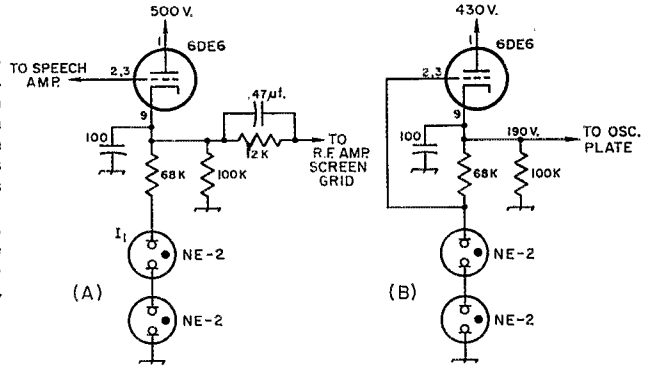 500 V.
1
6DE6
TO SPEECH
AMP.
2,3
9
.47µf.
100
12K
TO
R.F. AMP.
SCREEN
GRID
68K
100K
I1
NE-2
(A)
NE-2
430V.
1
6DE6
2,3
9
100
190V.
TO OSC.
PLATE
68K
100K
NE-2
(B)
NE-2